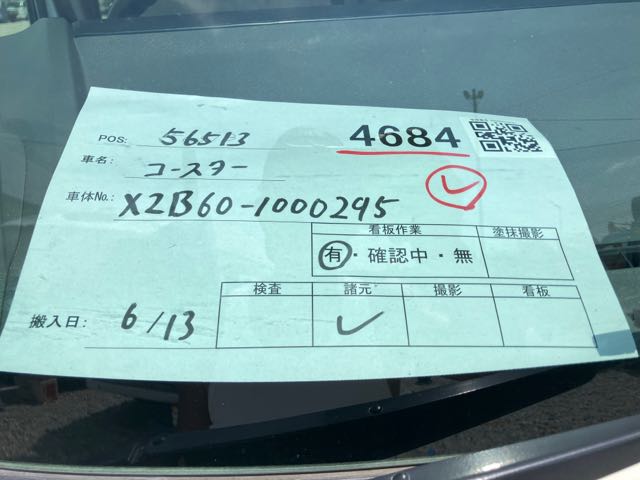 POS: 56513 4684
車名: コースター
車体No.: XZB60-1000295
看板作業 塗抹撮影
有・確認中・無
検査 諸元 撮影 看板
搬入日: 6/13 ✓